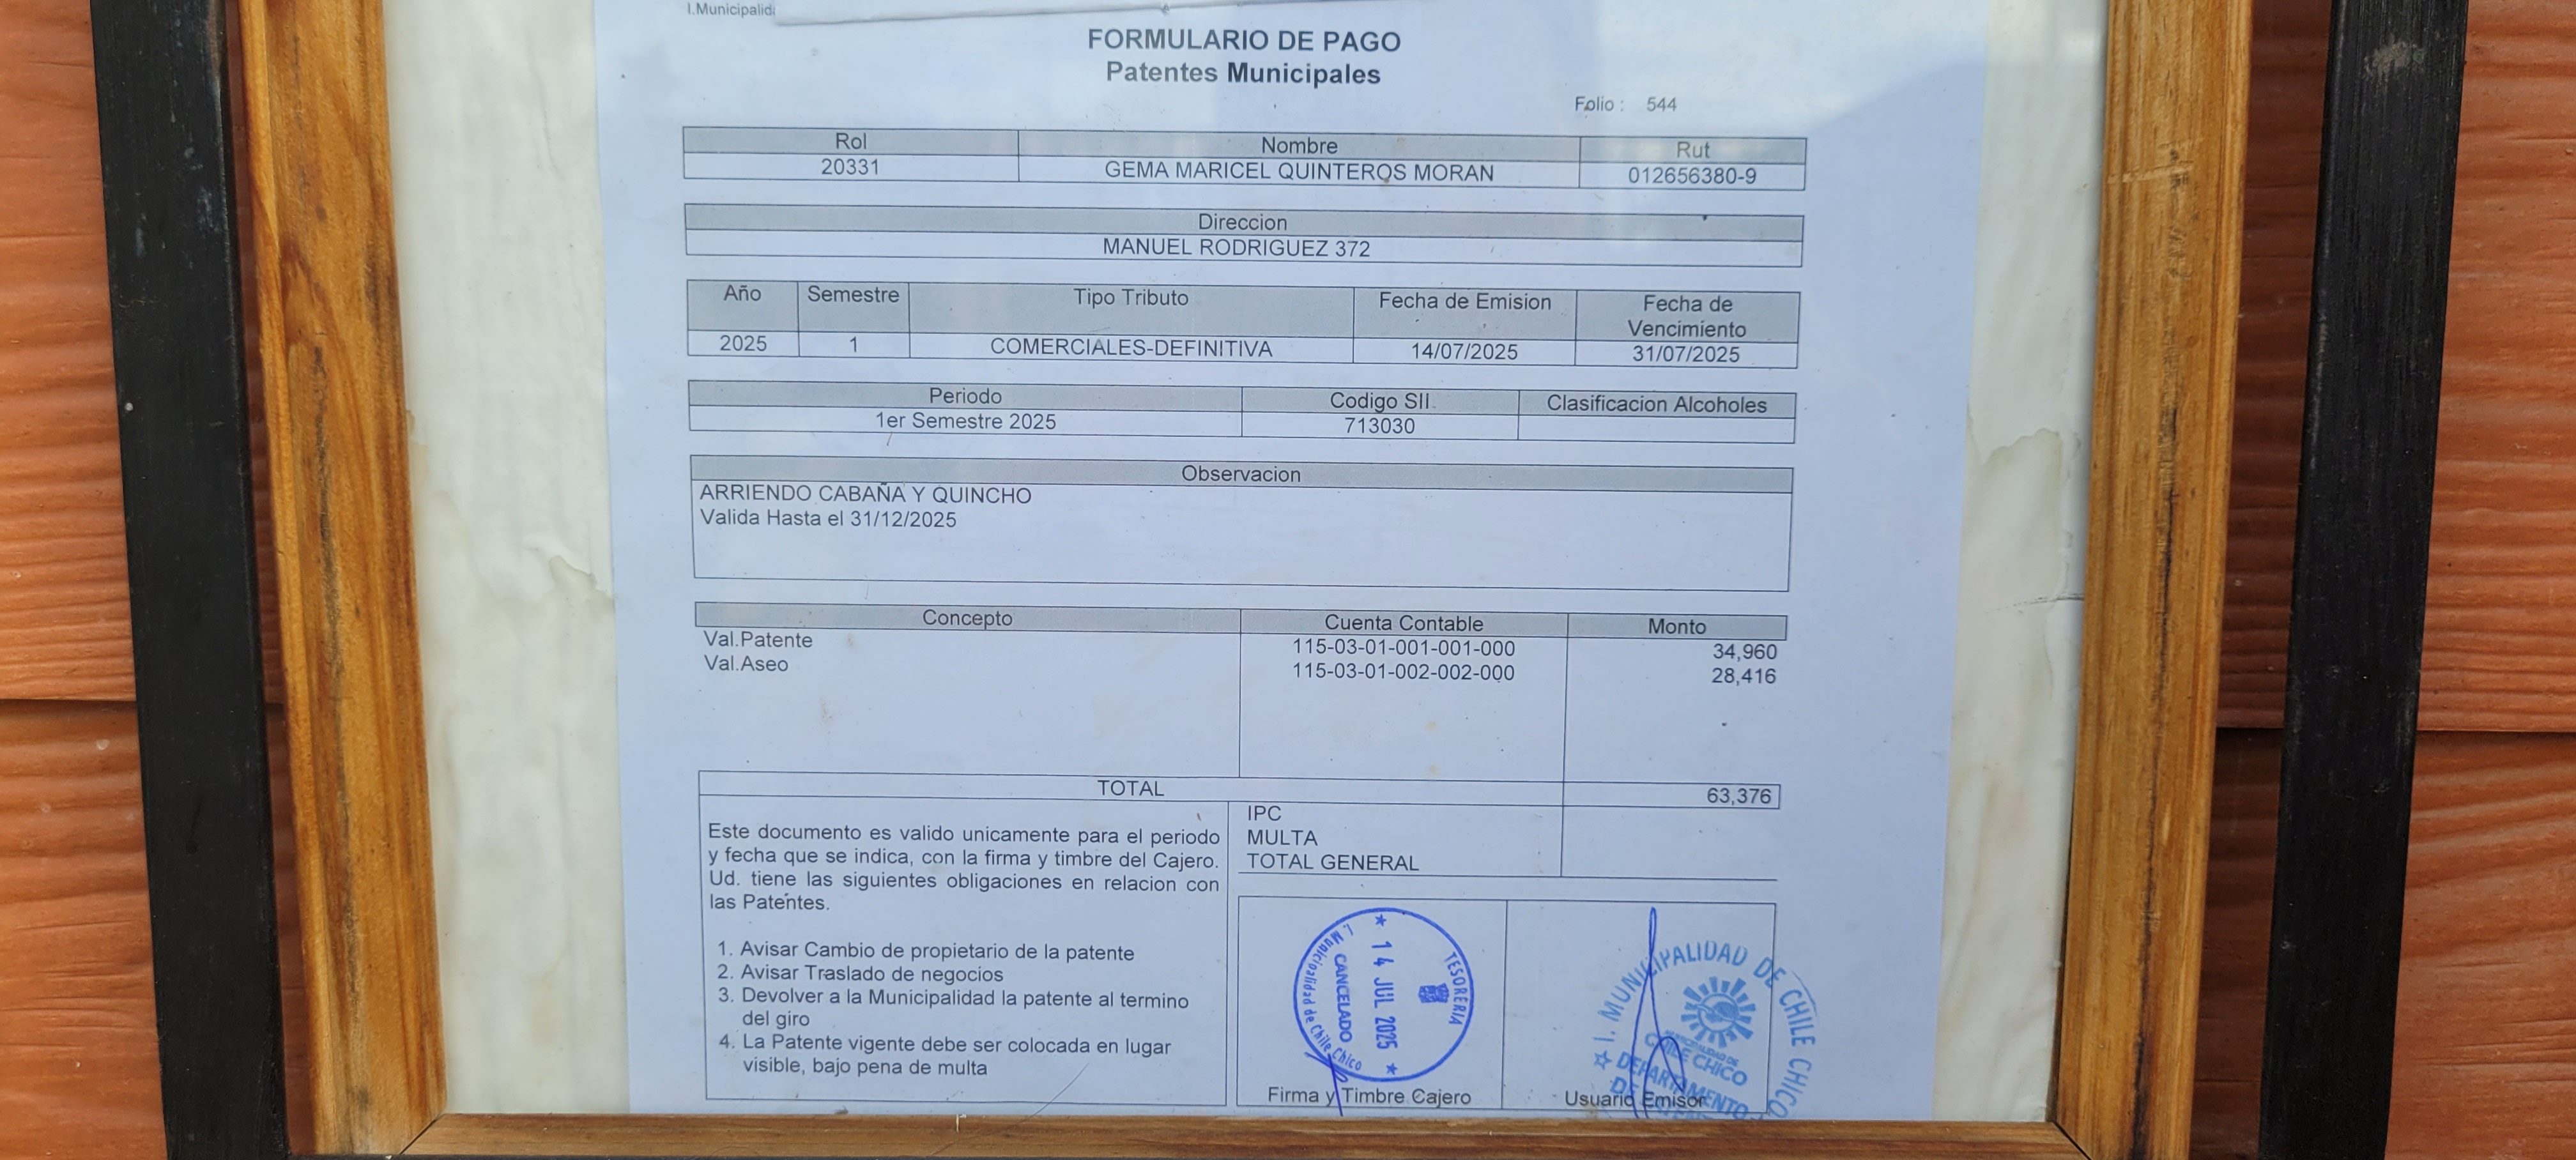 I.Municipalid
FORMULARIO DE PAGO
Patentes Municipales
Folio : 544
Rol Nombre Rut
20331 GEMA MARICEL QUINTEROS MORAN 012656380-9
Direccion
MANUEL RODRIGUEZ 372
Año Semestre Tipo Tributo Fecha de Emision Fecha de
Vencimiento
2025 1 COMERCIALES-DEFINITIVA 14/07/2025 31/07/2025
Periodo Codigo SII Clasificacion Alcoholes
1er Semestre 2025 713030
Observacion
ARRIENDO CABAÑA Y QUINCHO
Valida Hasta el 31/12/2025
Concepto Cuenta Contable Monto
Val.Patente 115-03-01-001-001-000 34,960
Val.Aseo 115-03-01-002-002-000 28,416
TOTAL 63,376
IPC
MULTA
TOTAL GENERAL
Este documento es valido unicamente para el periodo
y fecha que se indica, con la firma y timbre del Cajero.
Ud. tiene las siguientes obligaciones en relacion con
las Patentes.
1. Avisar Cambio de propietario de la patente
2. Avisar Traslado de negocios
3. Devolver a la Municipalidad la patente al termino
del giro
4. La Patente vigente debe ser colocada en lugar
visible, bajo pena de multa
TESORERIA
★ 14 JUL 2025 ★
CANCELADO
I. Municipalidad de Chile Chico
Firma y Timbre Cajero
☆ I. MUNICIPALIDAD DE CHILE CHICO
MUNICIPALIDAD DE
CHILE CHICO
DEPARTAMENTO
DE
Usuario Emisor